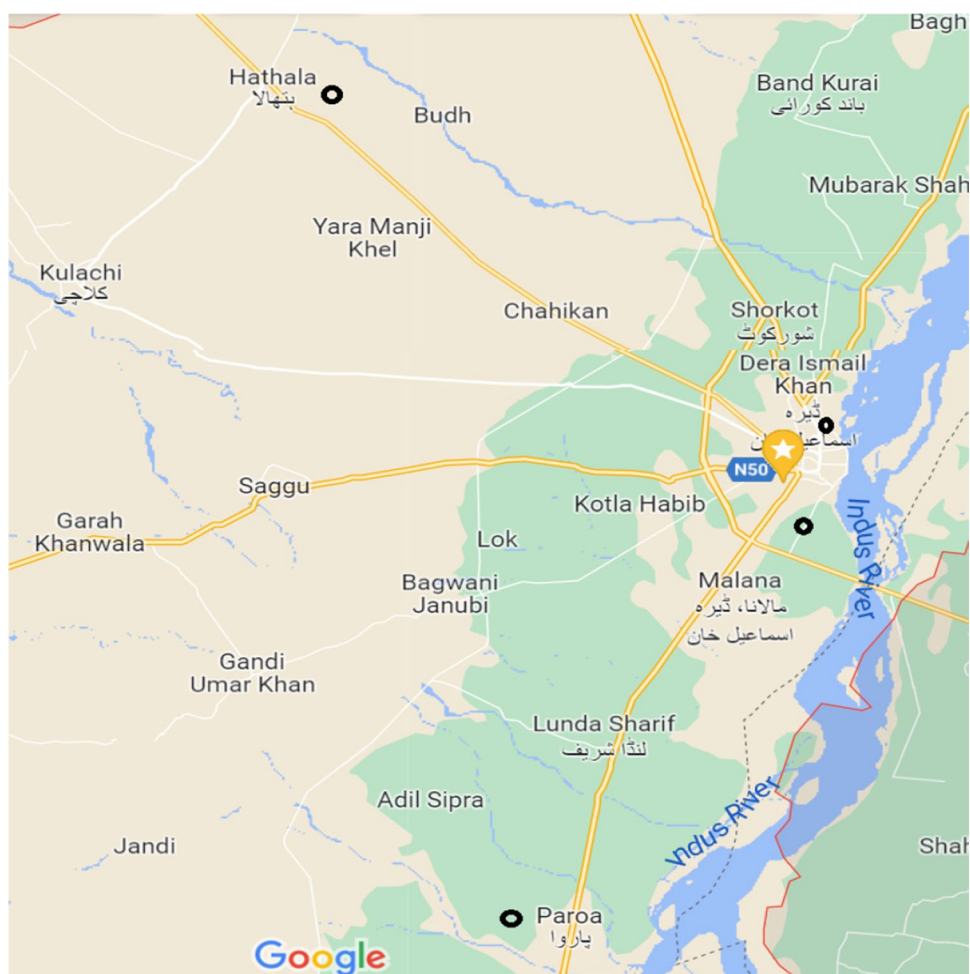 Bagh
Hathala
ہتھالا
Band Kurai
باند کورائی
Budh
Mubarak Shah
Yara Manji
Khel
Kulachi
کلاچی
Chahikan
Shorkot
شورکوٹ
Dera Ismail
Khan
ڈیرہ
اسماعیل خان
N50
Saggu
Kotla Habib
Indus River
Garah
Khanwala
Lok
Bagwani
Janubi
Malana
مالانا، ڈیرہ
اسماعیل خان
Gandi
Umar Khan
Lunda Sharif
لنڈا شریف
Indus River
Adil Sipra
Jandi
Shah
Paroa
پاروا
Google